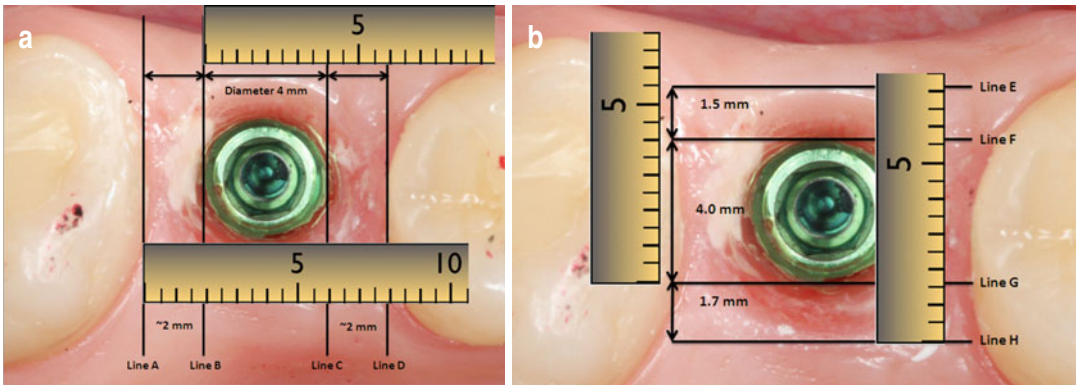 a
5
Diameter 4 mm
5
10
~2 mm
~2 mm
Line A
Line B
Line C
Line D
b
5
Line E
1.5 mm
Line F
5
4.0 mm
Line G
1.7 mm
Line H